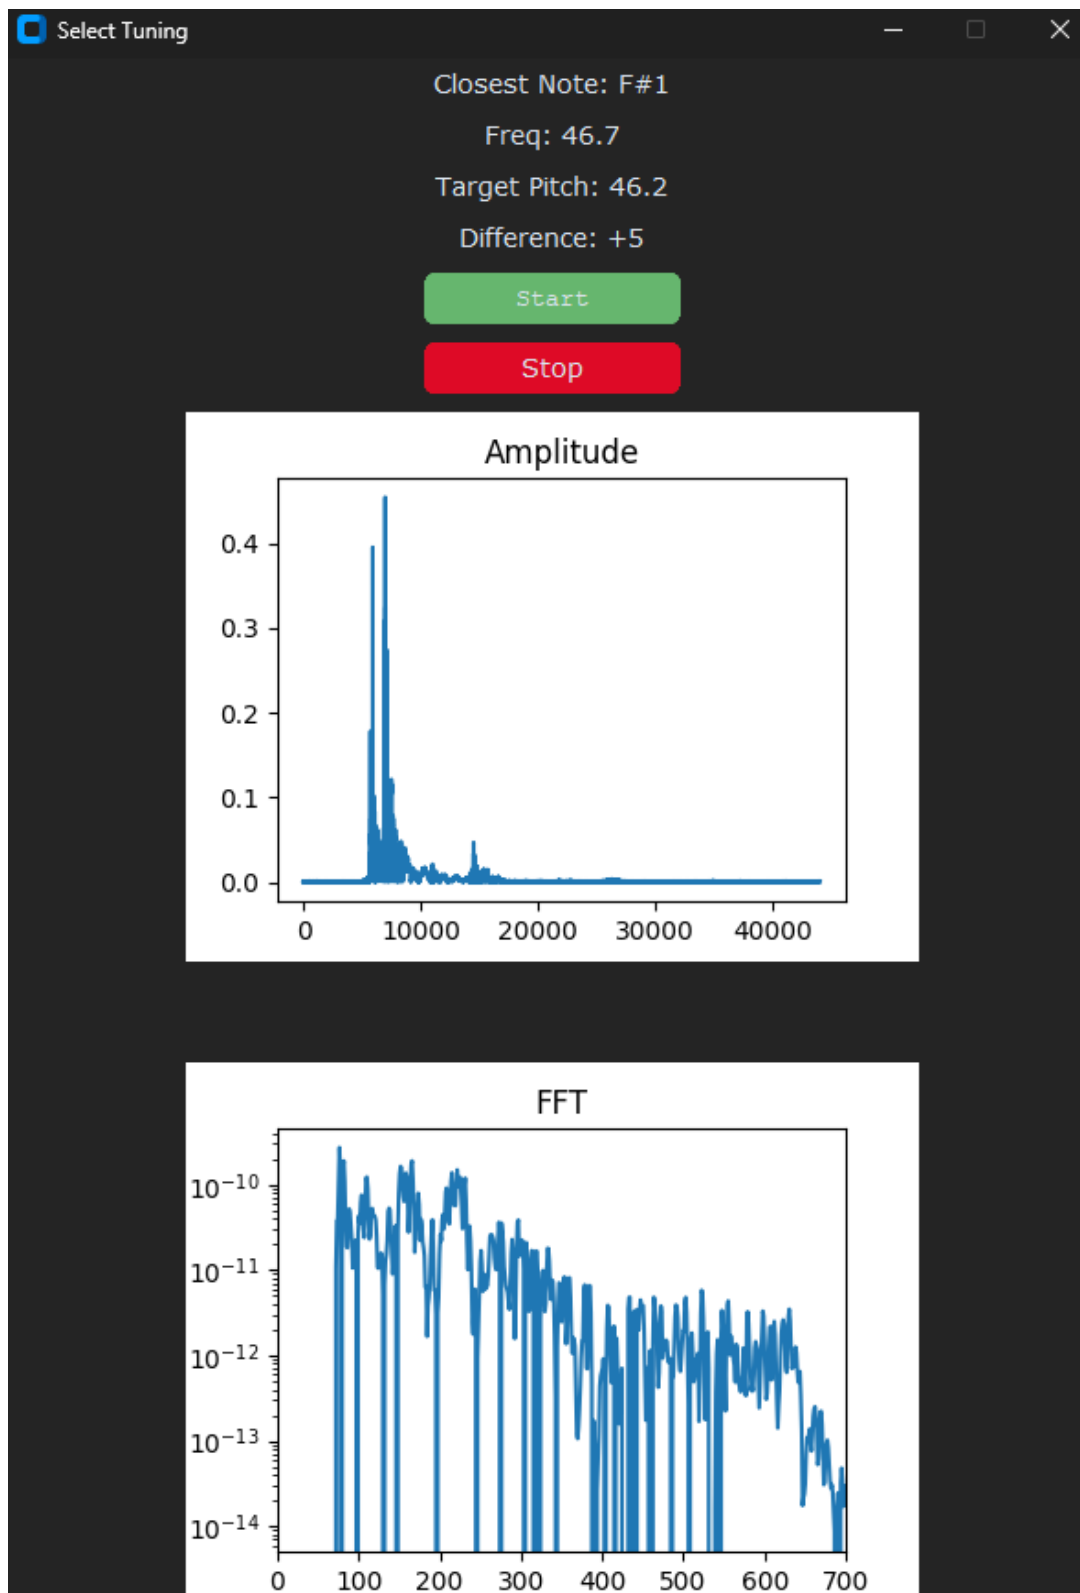 Select Tuning
Closest Note: F#1
Freq: 46.7
Target Pitch: 46.2
Difference: +5
Start
Stop
Amplitude
0.4
0.3
0.2
0.1
0.0
0 10000 20000 30000 40000
FFT
10⁻¹⁰
10⁻¹¹
10⁻¹²
10⁻¹³
10⁻¹⁴
0 100 200 300 400 500 600 700